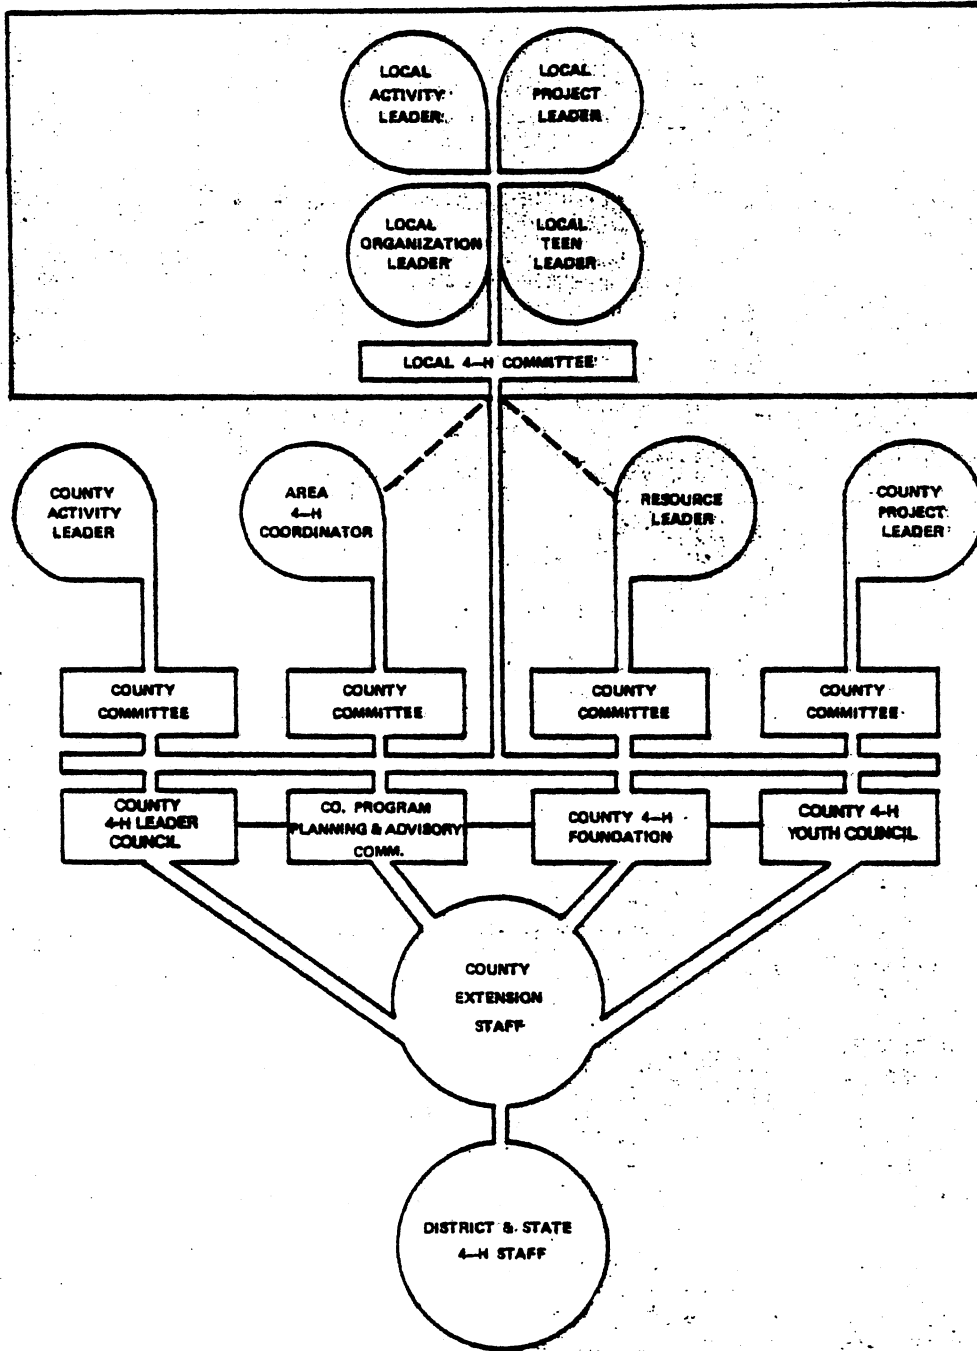 LOCAL
ACTIVITY
LEADER
LOCAL
PROJECT
LEADER
LOCAL
ORGANIZATION
LEADER
LOCAL
TEEN
LEADER
LOCAL 4-H COMMITTEE
COUNTY
ACTIVITY
LEADER
AREA
4-H
COORDINATOR
RESOURCE
LEADER
COUNTY
PROJECT
LEADER
COUNTY
COMMITTEE
COUNTY
COMMITTEE
COUNTY
COMMITTEE
COUNTY
COMMITTEE
COUNTY
4-H LEADER
COUNCIL
CO. PROGRAM
PLANNING & ADVISORY
COMM.
COUNTY 4-H
FOUNDATION
COUNTY 4-H
YOUTH COUNCIL
COUNTY
EXTENSION
STAFF
DISTRICT & STATE
4-H STAFF